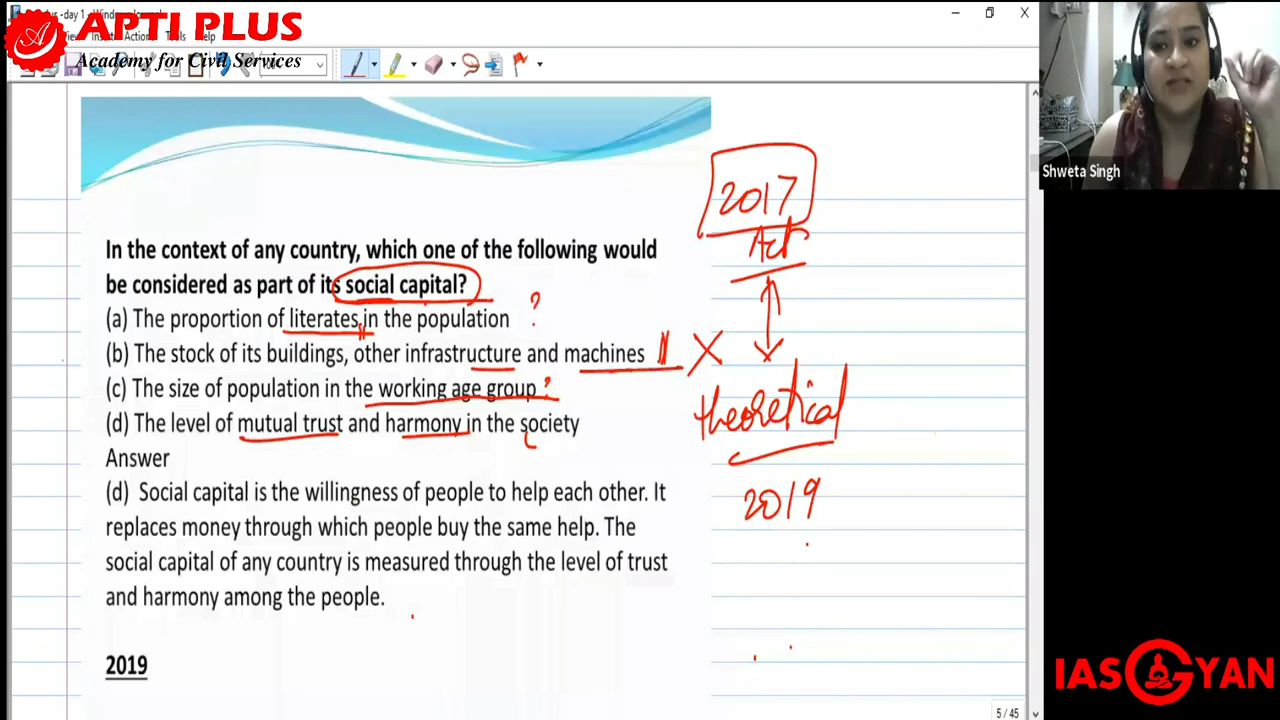 APTI PLUS
Academy for Civil Services
Shweta Singh
In the context of any country, which one of the following would
be considered as part of its social capital?
(a) The proportion of literates in the population ?
(b) The stock of its buildings, other infrastructure and machines
(c) The size of population in the working age group ?
(d) The level of mutual trust and harmony in the society
Answer
(d) Social capital is the willingness of people to help each other. It
replaces money through which people buy the same help. The
social capital of any country is measured through the level of trust
and harmony among the people.
2019
2017
Act
theoretical
2019
5 / 45
IAS GYAN